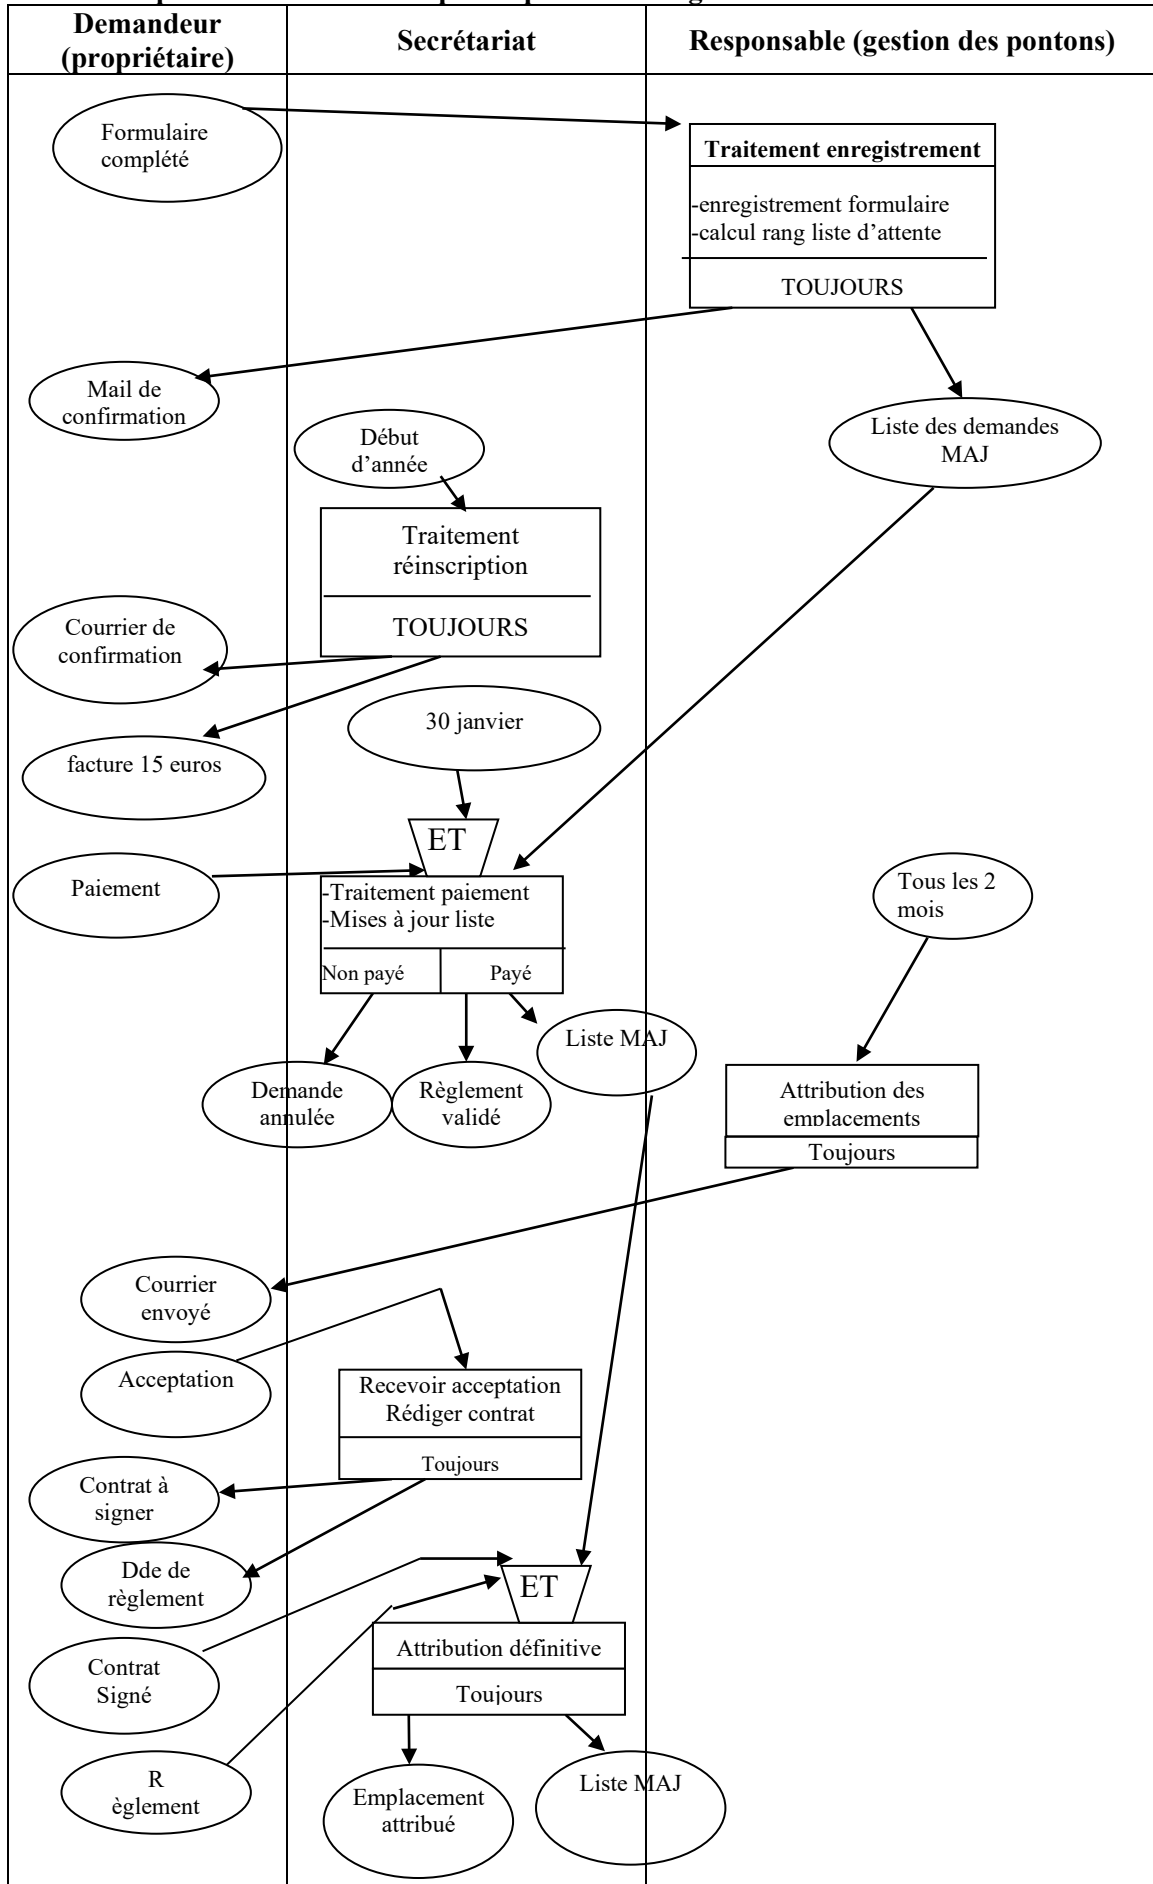 Demandeur
(propriétaire)
Secrétariat
Responsable (gestion des pontons)
Formulaire
complété
Traitement enregistrement
-enregistrement formulaire
-calcul rang liste d'attente
TOUJOURS
Mail de
confirmation
Liste des demandes
MAJ
Début
d'année
Traitement
réinscription
TOUJOURS
Courrier de
confirmation
30 janvier
facture 15 euros
ET
Paiement
-Traitement paiement
-Mises à jour liste
Non payé
Payé
Tous les 2
mois
Liste MAJ
Demande
annulée
Règlement
validé
Attribution des
emplacements
Toujours
Courrier
envoyé
Acceptation
Recevoir acceptation
Rédiger contrat
Toujours
Contrat à
signer
Dde de
règlement
ET
Attribution définitive
Toujours
Contrat
Signé
R
èglement
Emplacement
attribué
Liste MAJ